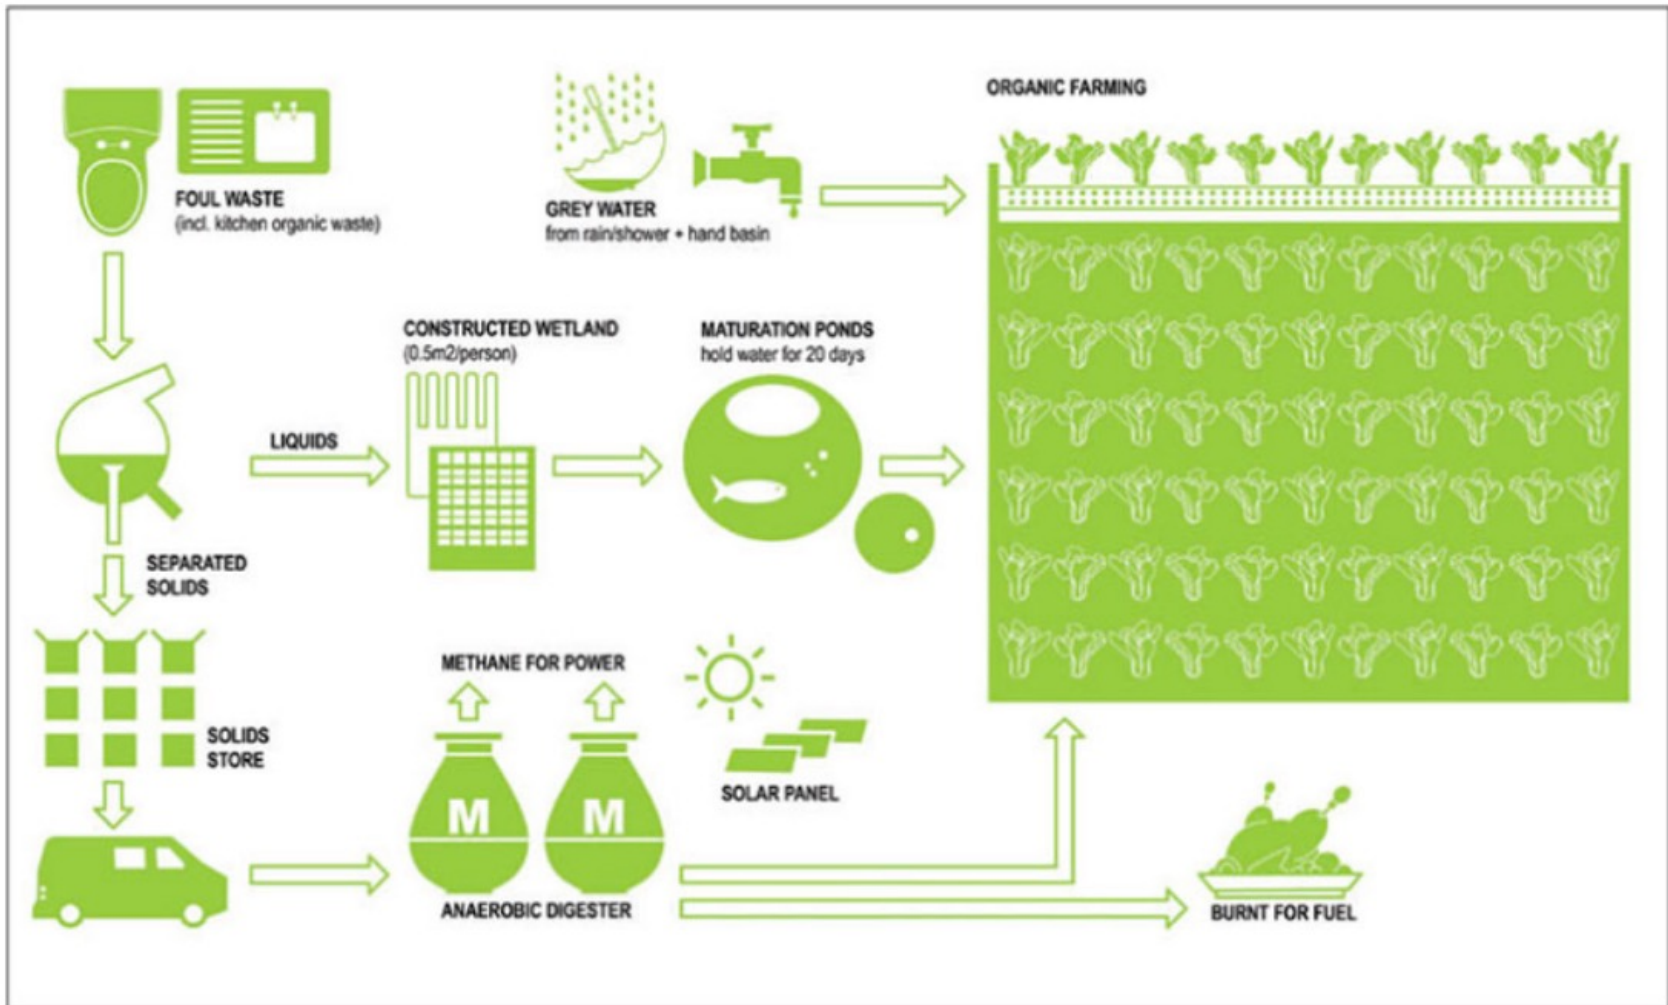 ORGANIC FARMING
FOUL WASTE
(incl. kitchen organic waste)
GREY WATER
from rain/shower + hand basin
CONSTRUCTED WETLAND
(0.5m2/person)
MATURATION PONDS
hold water for 20 days
LIQUIDS
SEPARATED
SOLIDS
METHANE FOR POWER
SOLIDS
STORE
SOLAR PANEL
M
M
ANAEROBIC DIGESTER
BURNT FOR FUEL